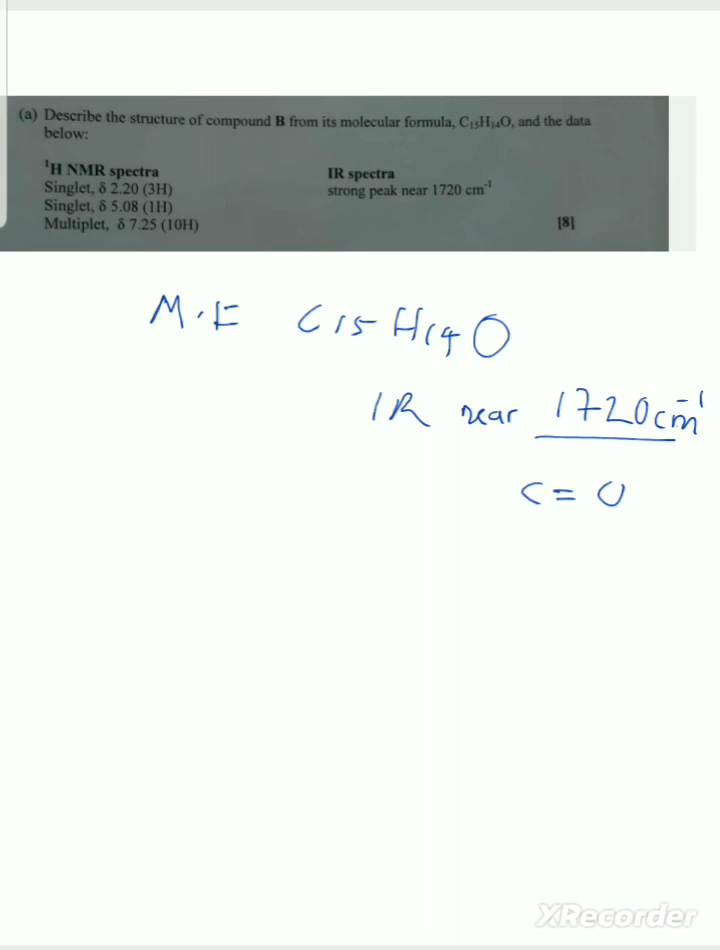 (a) Describe the structure of compound B from its molecular formula, C₁₅H₁₄O, and the data
below:
¹H NMR spectra
Singlet, δ 2.20 (3H)
Singlet, δ 5.08 (1H)
Multiplet, δ 7.25 (10H)
IR spectra
strong peak near 1720 cm⁻¹
[8]
M.F C15H14O
IR near 1720cm⁻¹
C=O
XRecorder